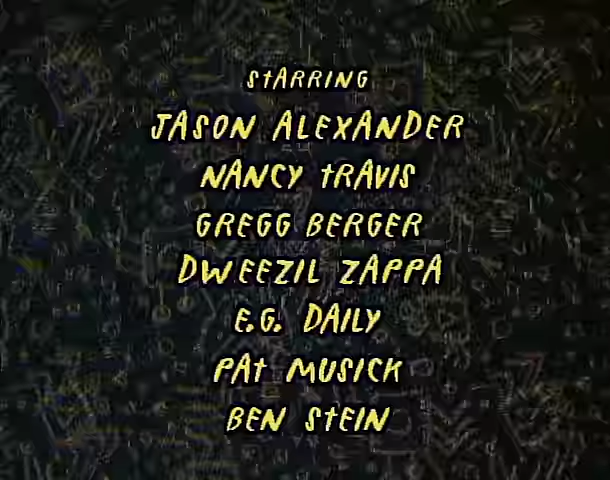 STARRING
JASON ALEXANDER
NANCY TRAVIS
GREGG BERGER
DWEEZIL ZAPPA
E.G. DAILY
PAT MUSICK
BEN STEIN